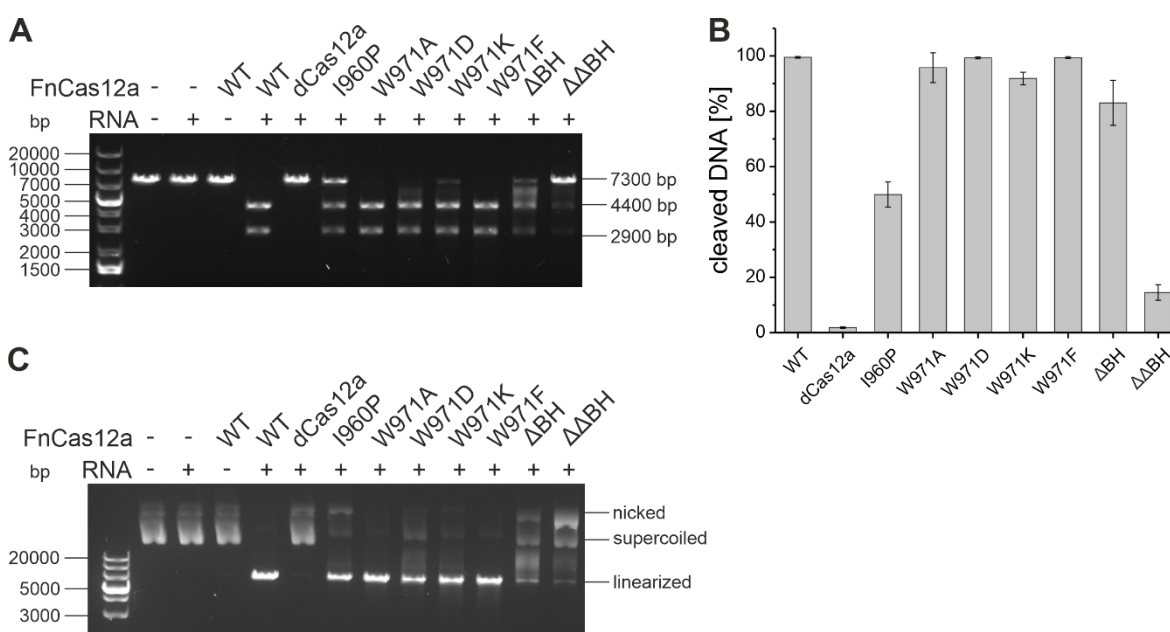 A
FnCas12a - - WT WT dCas12a I960P W971A W971D W971K W971F ΔBH ΔΔBH
bp RNA - + - + + + + + + + + +
20000
10000
7000
5000
4000
3000
2000
1500
7300 bp
4400 bp
2900 bp
B
cleaved DNA [%]
100
80
60
40
20
0
WT dCas12a I960P W971A W971D W971K W971F ΔBH ΔΔBH
C
FnCas12a - - WT WT dCas12a I960P W971A W971D W971K W971F ΔBH ΔΔBH
bp RNA - + - + + + + + + + + +
20000
5000
3000
nicked
supercoiled
linearized